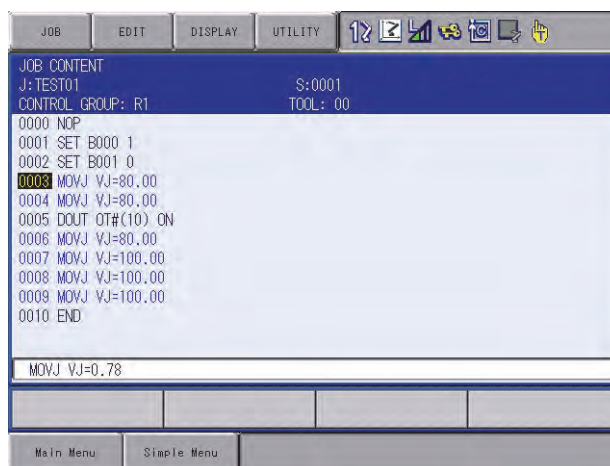 JOB EDIT DISPLAY UTILITY
JOB CONTENT
J:TEST01 S:0001
CONTROL GROUP: R1 TOOL: 00
0000 NOP
0001 SET B000 1
0002 SET B001 0
0003 MOVJ VJ=80.00
0004 MOVJ VJ=80.00
0005 DOUT OT#(10) ON
0006 MOVJ VJ=80.00
0007 MOVJ VJ=100.00
0008 MOVJ VJ=100.00
0009 MOVJ VJ=100.00
0010 END
MOVJ VJ=0.78
Main Menu Simple Menu